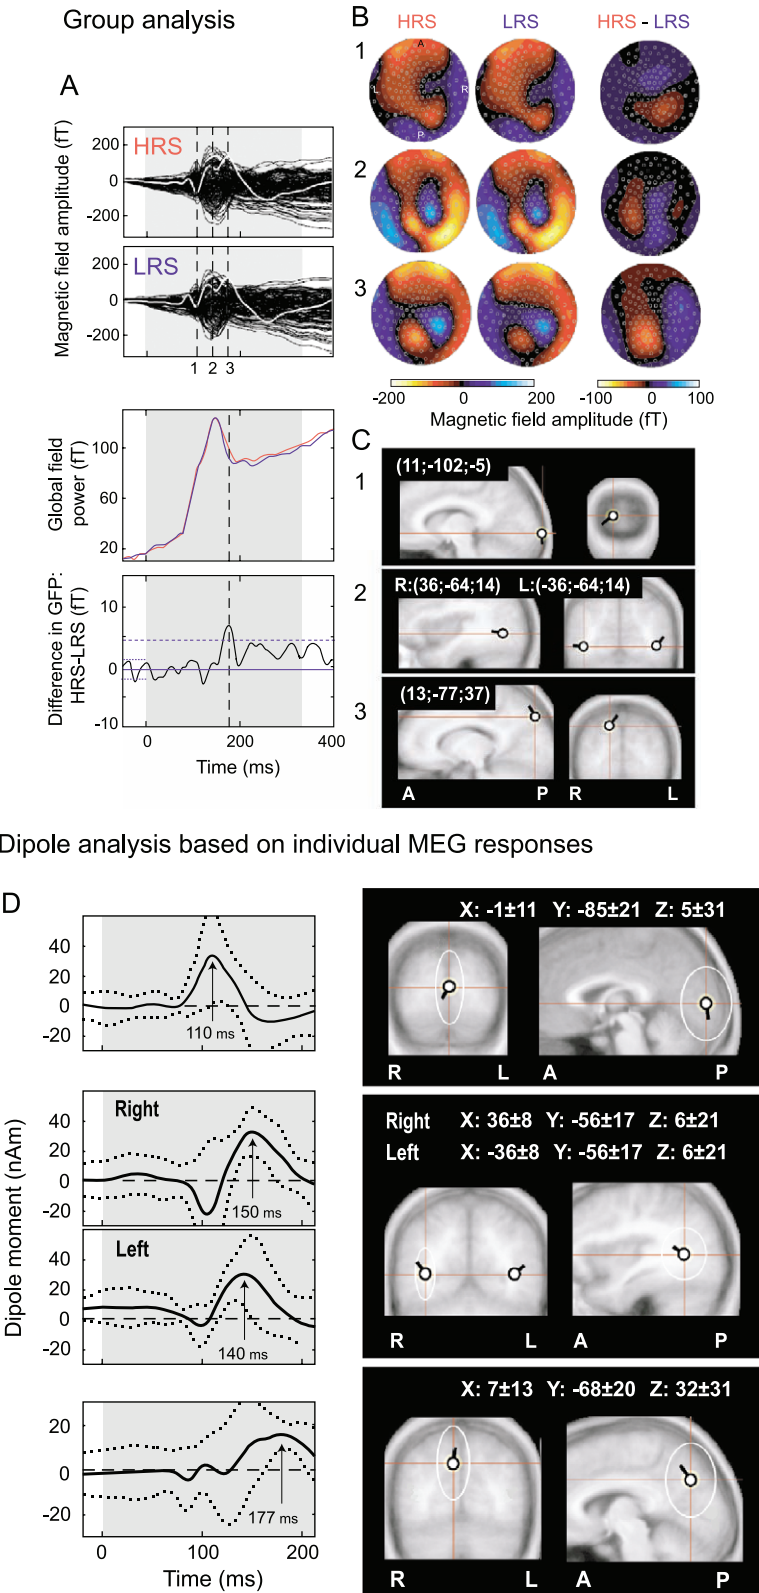 Group analysis
A
Magnetic field amplitude (fT)
200
0
-200
HRS
200
0
-200
LRS
1 2 3
Global field power (fT)
100
60
20
Difference in GFP: HRS-LRS (fT)
10
0
-10
0 200 400
Time (ms)
B
HRS LRS HRS - LRS
1
A
L R
P
2
3
-200 0 200 -100 0 100
Magnetic field amplitude (fT)
C
1
(11;-102;-5)
2
R:(36;-64;14) L:(-36;-64;14)
3
(13;-77;37)
A P R L
Dipole analysis based on individual MEG responses
D
Dipole moment (nAm)
40
20
0
-20
110 ms
X: -1±11 Y: -85±21 Z: 5±31
R L A P
40
20
0
-20
Right
150 ms
40
20
0
-20
Left
140 ms
Right X: 36±8 Y: -56±17 Z: 6±21
Left X: -36±8 Y: -56±17 Z: 6±21
R L A P
20
0
-20
177 ms
0 100 200
Time (ms)
X: 7±13 Y: -68±20 Z: 32±31
R L A P